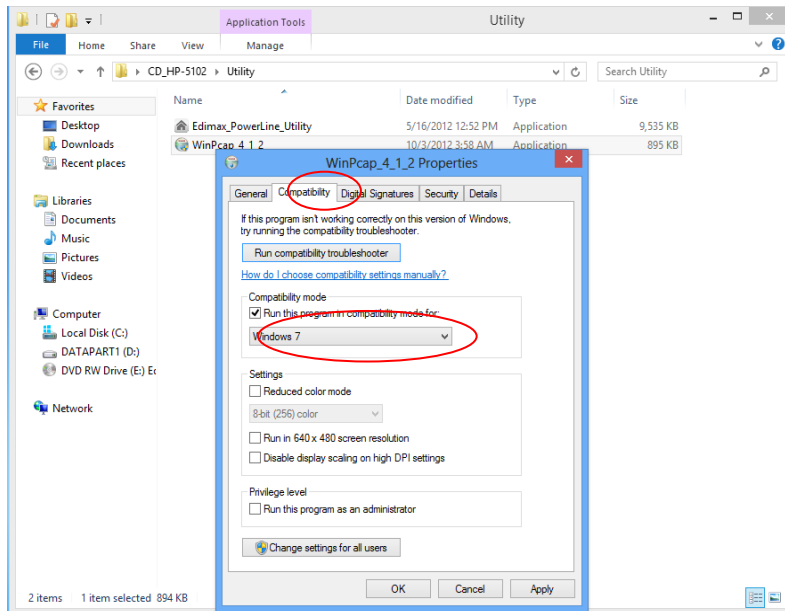 Application Tools
Utility
File Home Share View Manage
CD_HP-5102 Utility
Search Utility
Name Date modified Type Size
Favorites
Desktop
Downloads
Recent places
Libraries
Documents
Music
Pictures
Videos
Computer
Local Disk (C:)
DATAPART1 (D:)
DVD RW Drive (E:) Ec
Network
Edimax_PowerLine_Utility 5/16/2012 12:52 PM Application 9,535 KB
WinPcap_4_1_2 10/3/2012 3:58 AM Application 895 KB
WinPcap_4_1_2 Properties
General Compatibility Digital Signatures Security Details
If this program isn't working correctly on this version of Windows,
try running the compatibility troubleshooter.
Run compatibility troubleshooter
How do I choose compatibility settings manually?
Compatibility mode
Run this program in compatibility mode for:
Windows 7
Settings
Reduced color mode
8-bit (256) color
Run in 640 x 480 screen resolution
Disable display scaling on high DPI settings
Privilege level
Run this program as an administrator
Change settings for all users
OK Cancel Apply
2 items 1 item selected 894 KB